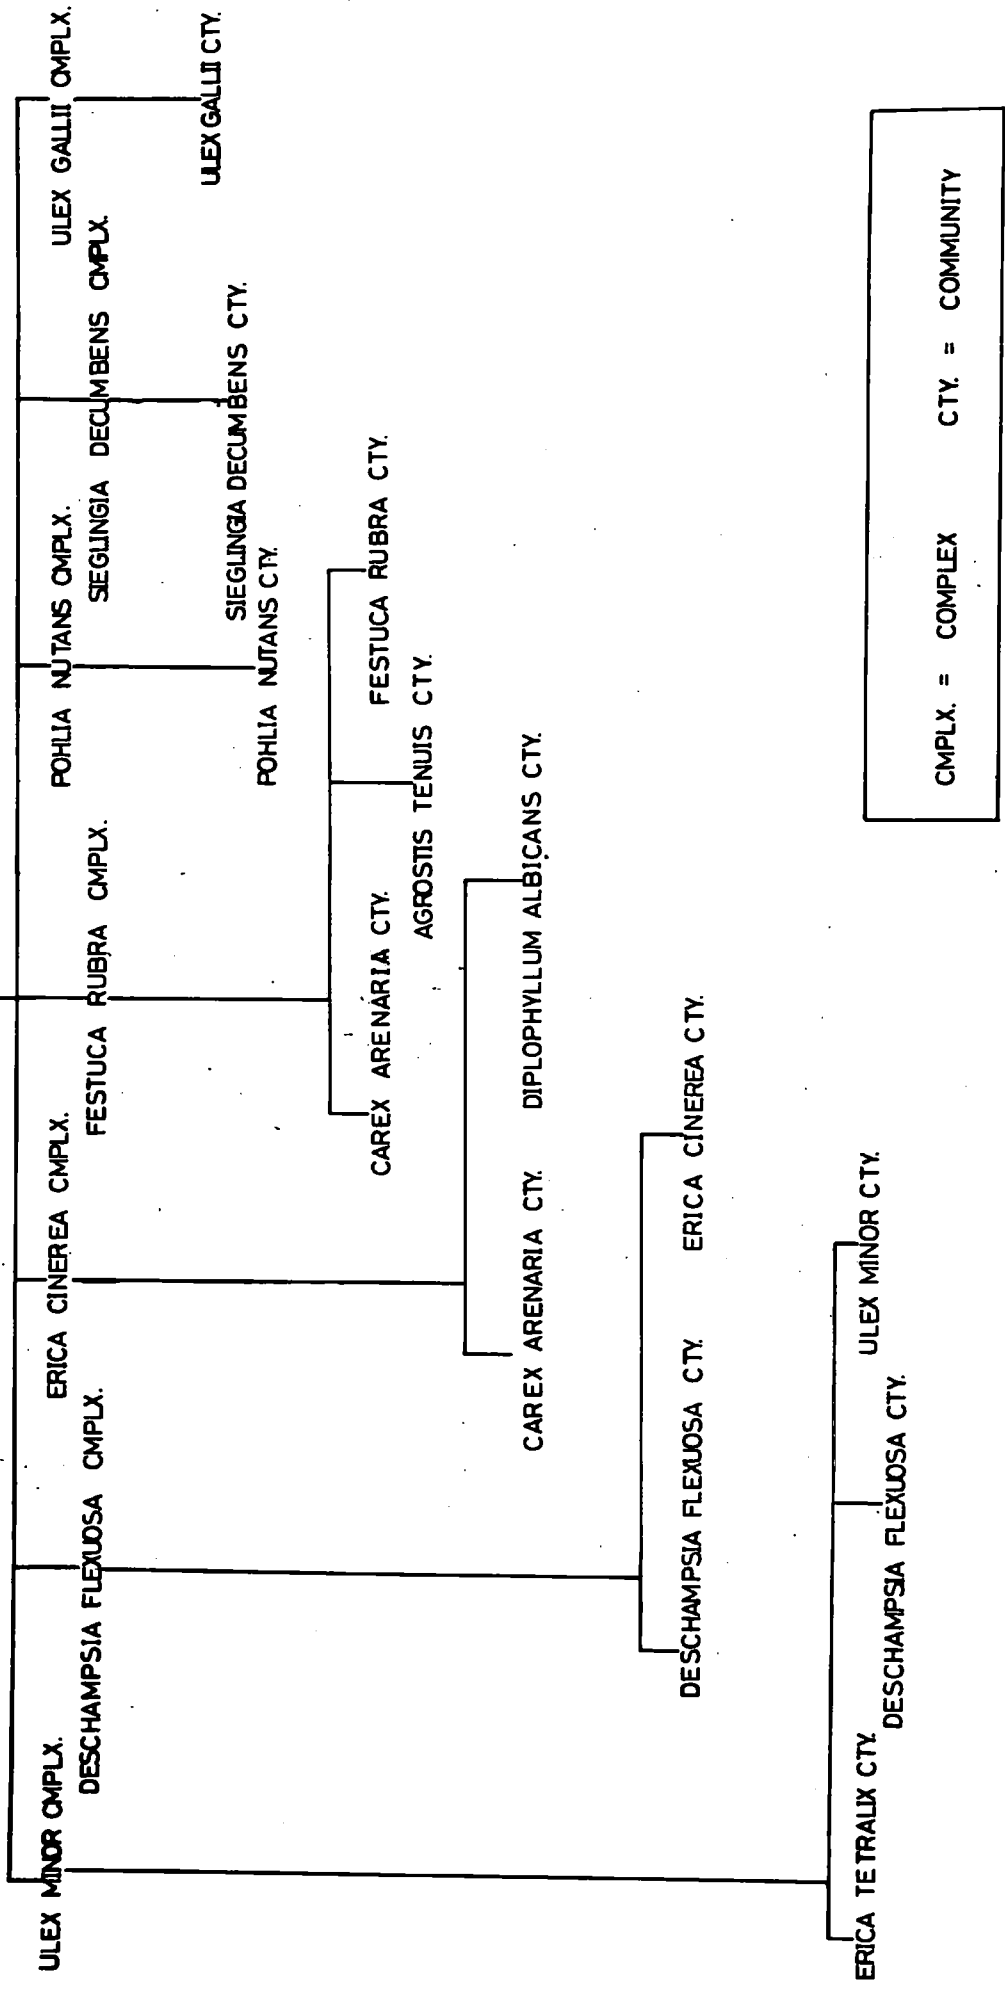 ULEX MINOR CMPLX.
DESCHAMPSIA FLEXUOSA CMPLX.
ERICA CINEREA CMPLX.
FESTUCA RUBRA CMPLX.
POHLIA NUTANS CMPLX.
SIEGLINGIA DECUMBENS CMPLX.
ULEX GALLII CMPLX.
ULEX GALLII CTY.
SIEGLINGIA DECUMBENS CTY.
POHLIA NUTANS CTY.
CAREX ARENARIA CTY.
AGROSTIS TENUIS CTY.
FESTUCA RUBRA CTY.
CAREX ARENARIA CTY.
DIPLOPHYLLUM ALBICANS CTY.
DESCHAMPSIA FLEXUOSA CTY.
ERICA CINEREA CTY.
ERICA TETRALIX CTY.
DESCHAMPSIA FLEXUOSA CTY.
ULEX MINOR CTY.
CMPLX. = COMPLEX CTY. = COMMUNITY